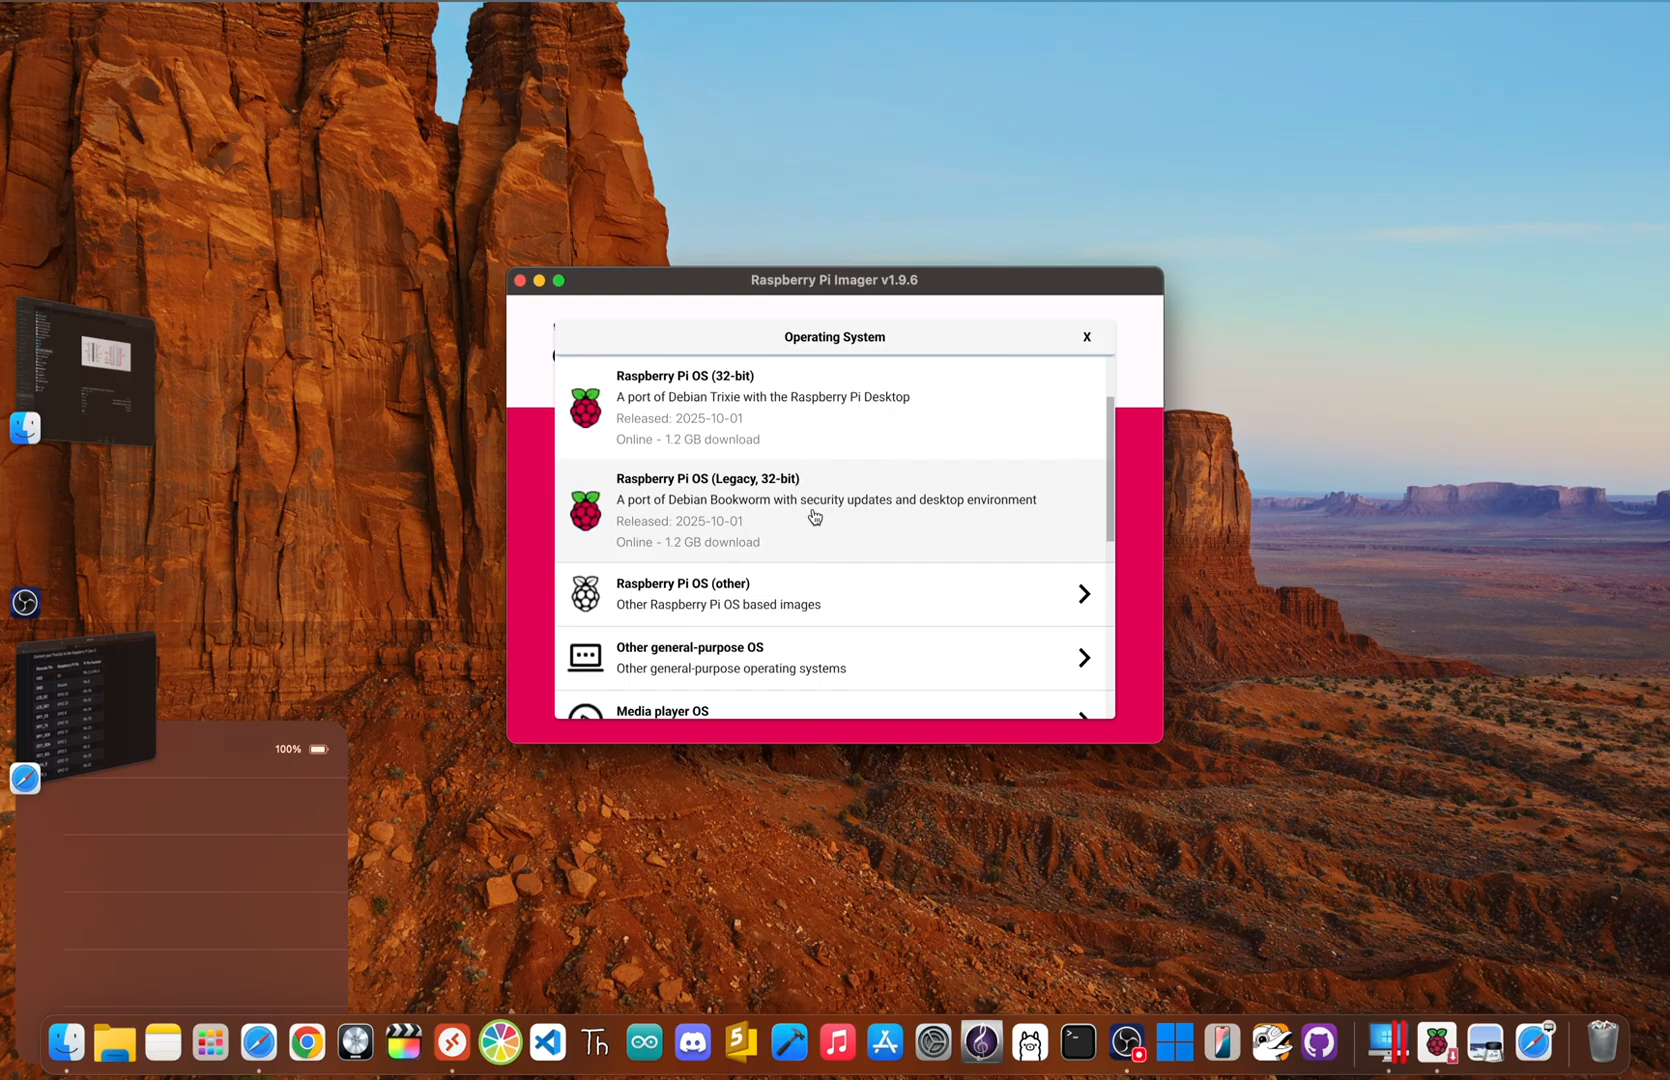 Raspberry Pi Imager v1.9.6
Operating System
X
Raspberry Pi OS (32-bit)
A port of Debian Trixie with the Raspberry Pi Desktop
Released: 2025-10-01
Online - 1.2 GB download
Raspberry Pi OS (Legacy, 32-bit)
A port of Debian Bookworm with security updates and desktop environment
Released: 2025-10-01
Online - 1.2 GB download
Raspberry Pi OS (other)
Other Raspberry Pi OS based images
Other general-purpose OS
Other general-purpose operating systems
Media player OS
100%
Th
S